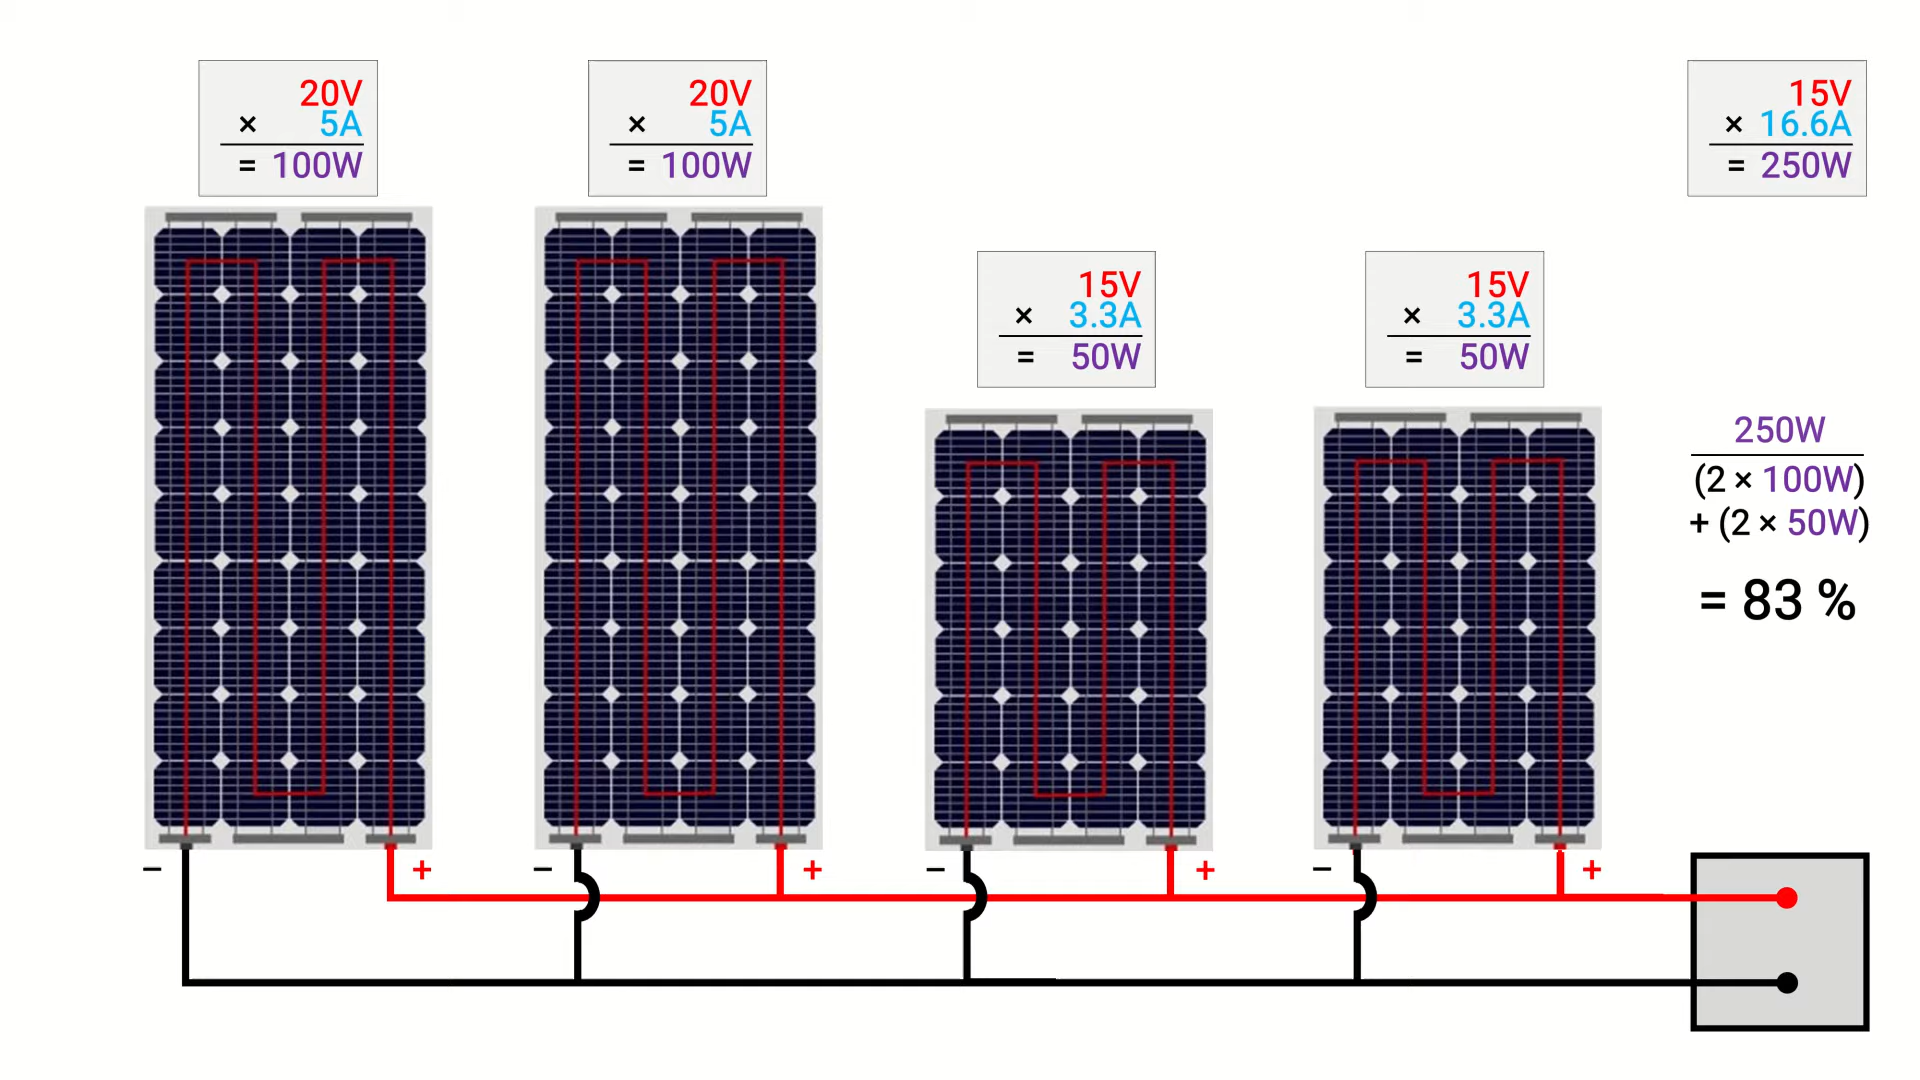 20V
× 5A
= 100W
20V
× 5A
= 100W
15V
× 3.3A
= 50W
15V
× 3.3A
= 50W
15V
× 16.6A
= 250W
250W
(2 × 100W)
+ (2 × 50W)
= 83 %
− +
− +
− +
− +